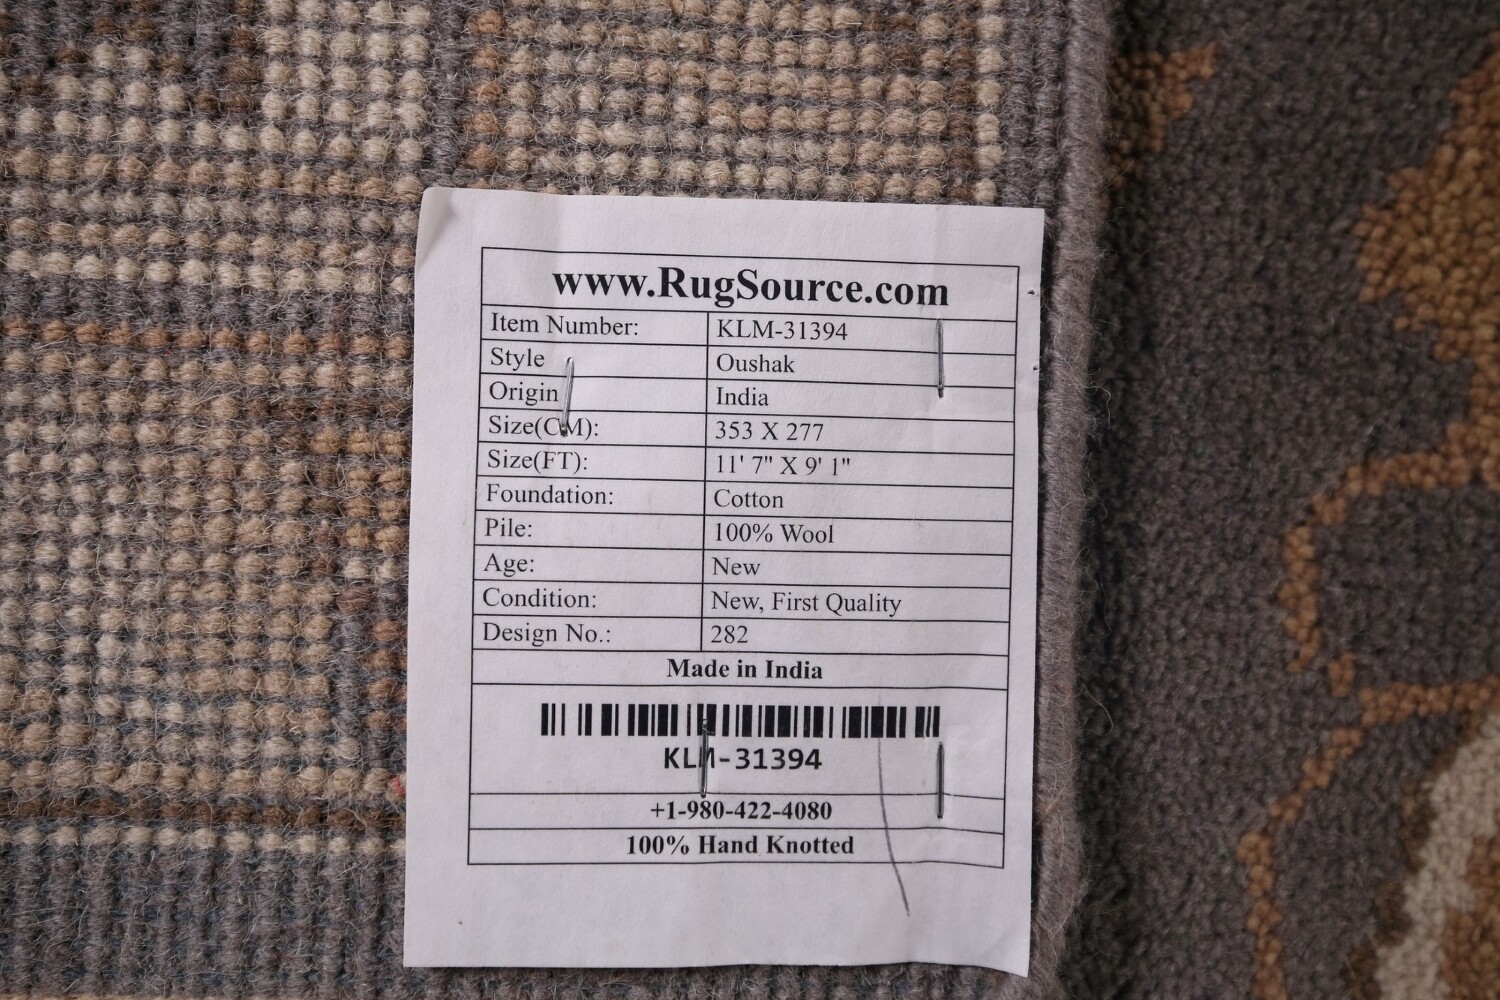 www.RugSource.com
Item Number: KLM-31394
Style Oushak
Origin India
Size(CM): 353 X 277
Size(FT): 11' 7" X 9' 1"
Foundation: Cotton
Pile: 100% Wool
Age: New
Condition: New, First Quality
Design No.: 282
Made in India
KLM-31394
+1-980-422-4080
100% Hand Knotted